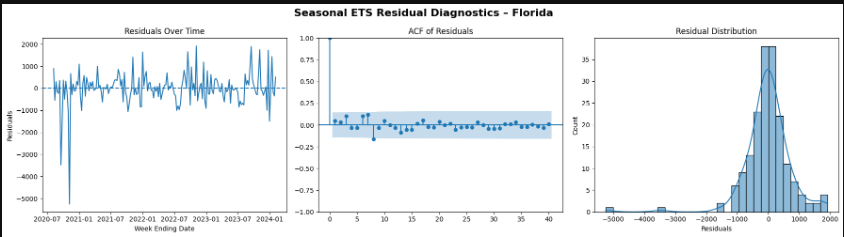 Seasonal ETS Residual Diagnostics – Florida
Residuals Over Time
2000
1000
0
−1000
−2000
−3000
−4000
−5000
Residuals
2020-07 2021-01 2021-07 2022-01 2022-07 2023-01 2023-07 2024-01
Week Ending Date
ACF of Residuals
1.00
0.75
0.50
0.25
0.00
−0.25
−0.50
−0.75
−1.00
0 10 20 30 40
Residual Distribution
35
30
25
20
15
10
5
0
Count
−5000 −4000 −3000 −2000 −1000 0 1000 2000
Residuals